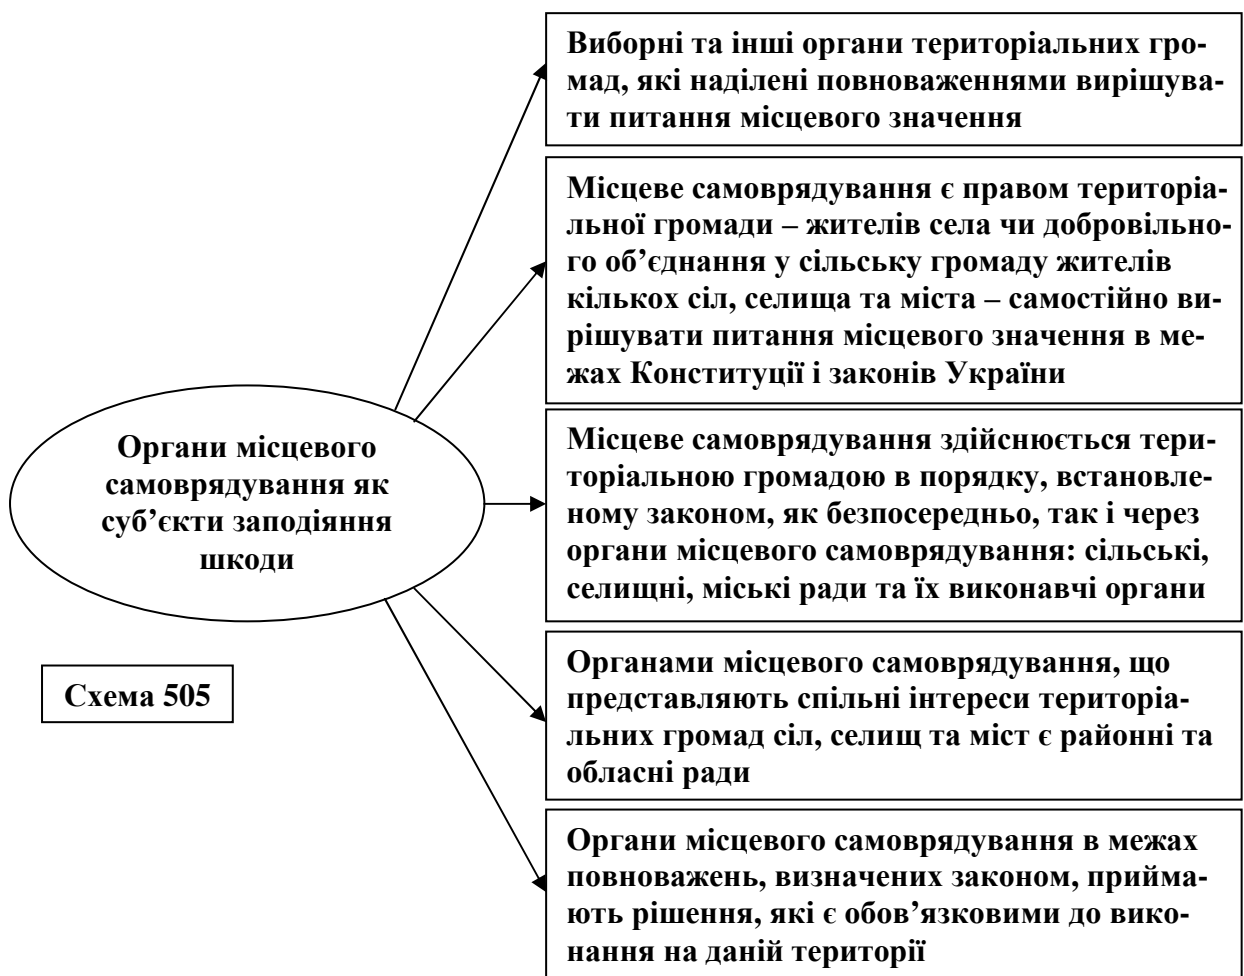 Виборні та інші органи територіальних гро-
мад, які наділені повноваженнями вирішува-
ти питання місцевого значення
Місцеве самоврядування є правом територіа-
льної громади – жителів села чи добровільно-
го об’єднання у сільську громаду жителів
кількох сіл, селища та міста – самостійно ви-
рішувати питання місцевого значення в ме-
жах Конституції і законів України
Органи місцевого
самоврядування як
суб’єкти заподіяння
шкоди
Місцеве самоврядування здійснюється тери-
торіальною громадою в порядку, встановле-
ному законом, як безпосередньо, так і через
органи місцевого самоврядування: сільські,
селищні, міські ради та їх виконавчі органи
Схема 505
Органами місцевого самоврядування, що
представляють спільні інтереси територіа-
льних громад сіл, селищ та міст є районні та
обласні ради
Органи місцевого самоврядування в межах
повноважень, визначених законом, прийма-
ють рішення, які є обов’язковими до вико-
нання на даній території